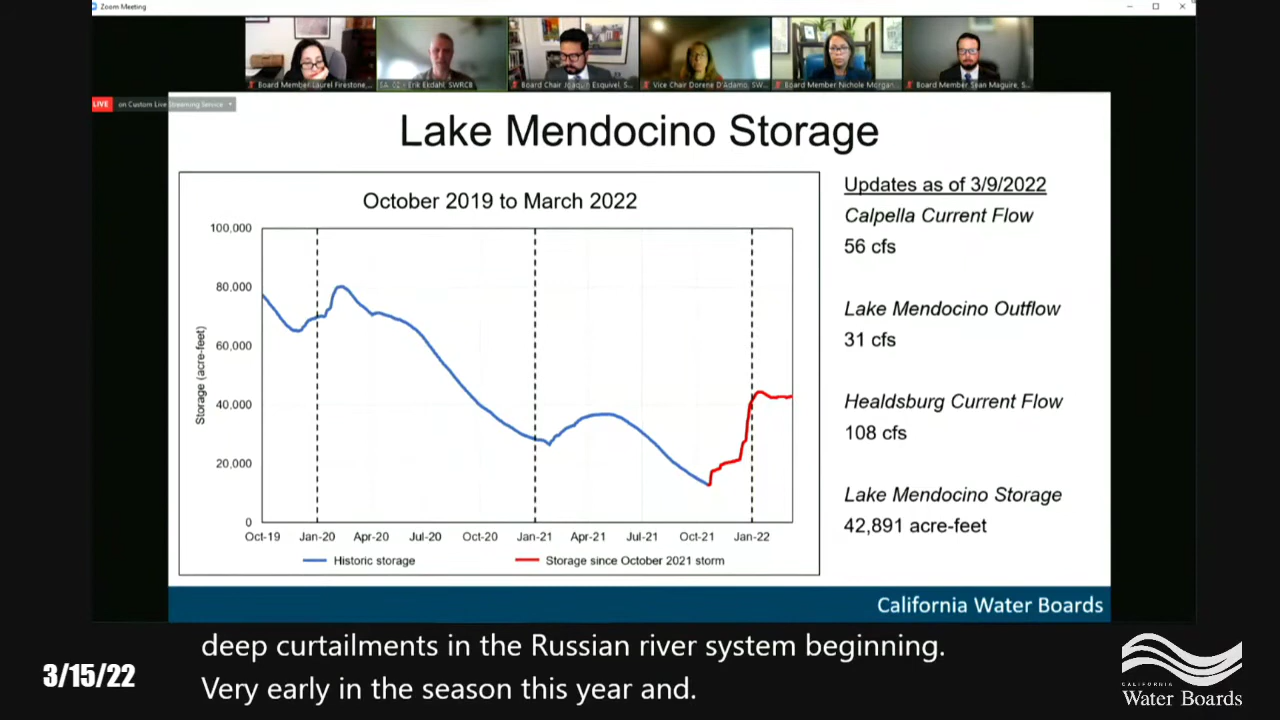 Zoom Meeting
Board Member Laurel Firestone,...
Erik Ekdahl, SWRCB
Board Chair Joaquin Esquivel, S...
Vice Chair Dorene D'Adamo, SW...
Board Member Nichole Morgan...
Board Member Sean Maguire, S...
LIVE on Custom Live Streaming Service
Lake Mendocino Storage
October 2019 to March 2022
100,000
80,000
60,000
40,000
20,000
0
Storage (acre-feet)
Oct-19 Jan-20 Apr-20 Jul-20 Oct-20 Jan-21 Apr-21 Jul-21 Oct-21 Jan-22
Historic storage Storage since October 2021 storm
Updates as of 3/9/2022
Calpella Current Flow
56 cfs
Lake Mendocino Outflow
31 cfs
Healdsburg Current Flow
108 cfs
Lake Mendocino Storage
42,891 acre-feet
California Water Boards
deep curtailments in the Russian river system beginning.
Very early in the season this year and.
3/15/22
CALIFORNIA
Water Boards